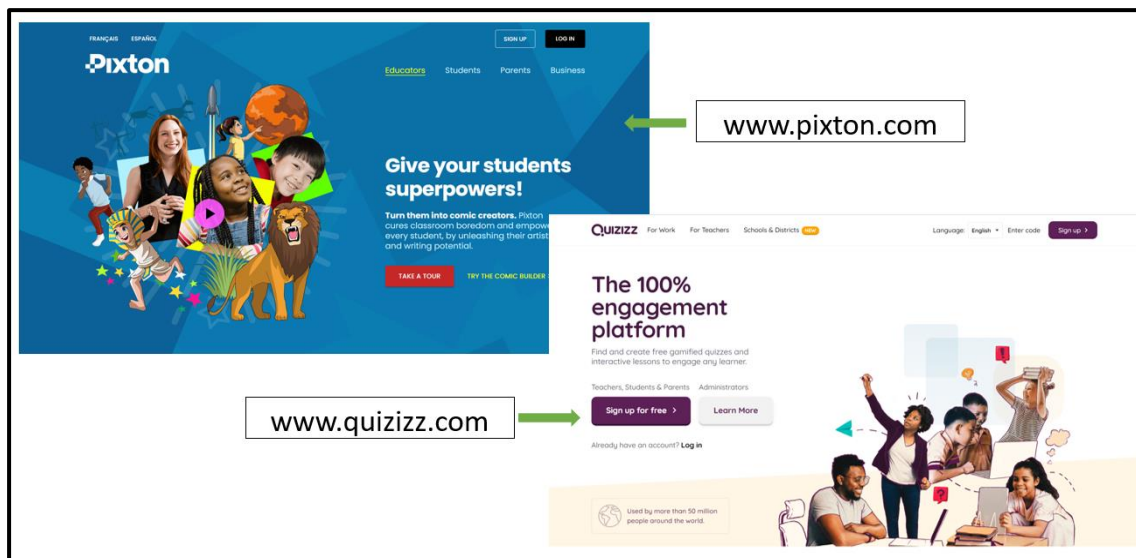 FRANÇAIS ESPAÑOL
SIGN UP LOG IN
Pixton
Educators Students Parents Business
Give your students
superpowers!
Turn them into comic creators. Pixton
cures classroom boredom and empowe
every student, by unleashing their artist
and writing potential.
TAKE A TOUR TRY THE COMIC BUILDER
www.pixton.com
QUIZIZZ For Work For Teachers Schools & Districts NEW
Language: English Enter code Sign up >
The 100%
engagement
platform
Find and create free gamified quizzes and
interactive lessons to engage any learner.
Teachers, Students & Parents Administrators
Sign up for free > Learn More
Already have an account? Log in
www.quizizz.com
Used by more than 50 million
people around the world.
! 
?